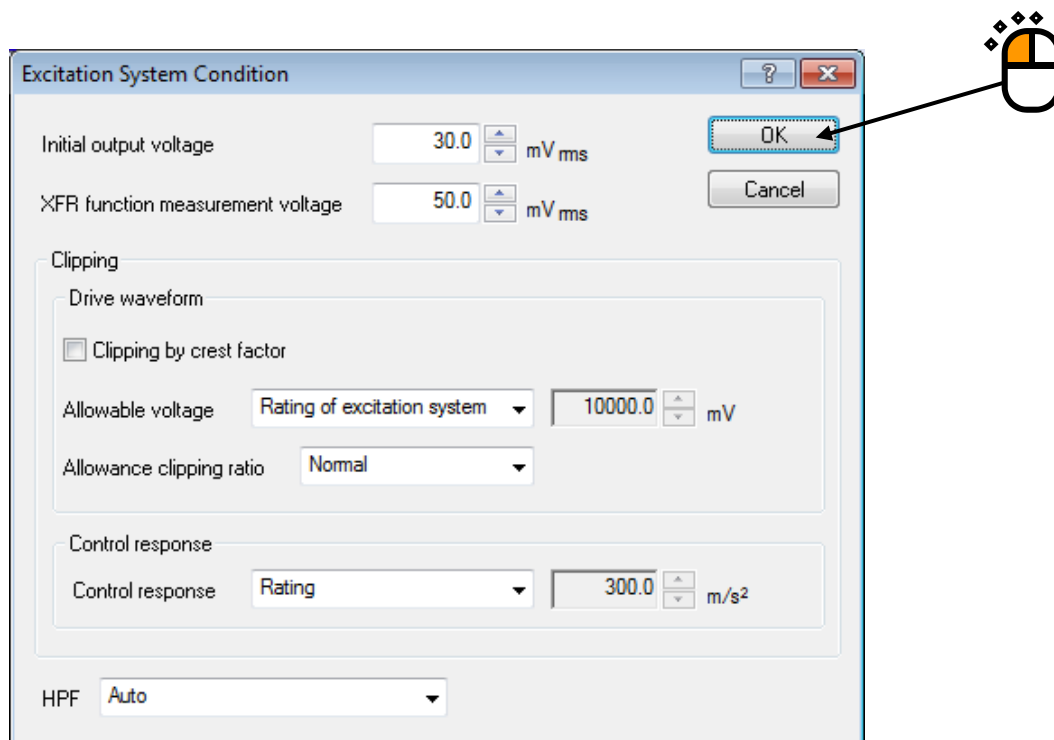 Excitation System Condition
Initial output voltage 30.0 mV rms OK
XFR function measurement voltage 50.0 mV rms Cancel
Clipping
Drive waveform
Clipping by crest factor
Allowable voltage Rating of excitation system 10000.0 mV
Allowance clipping ratio Normal
Control response
Control response Rating 300.0 m/s²
HPF Auto